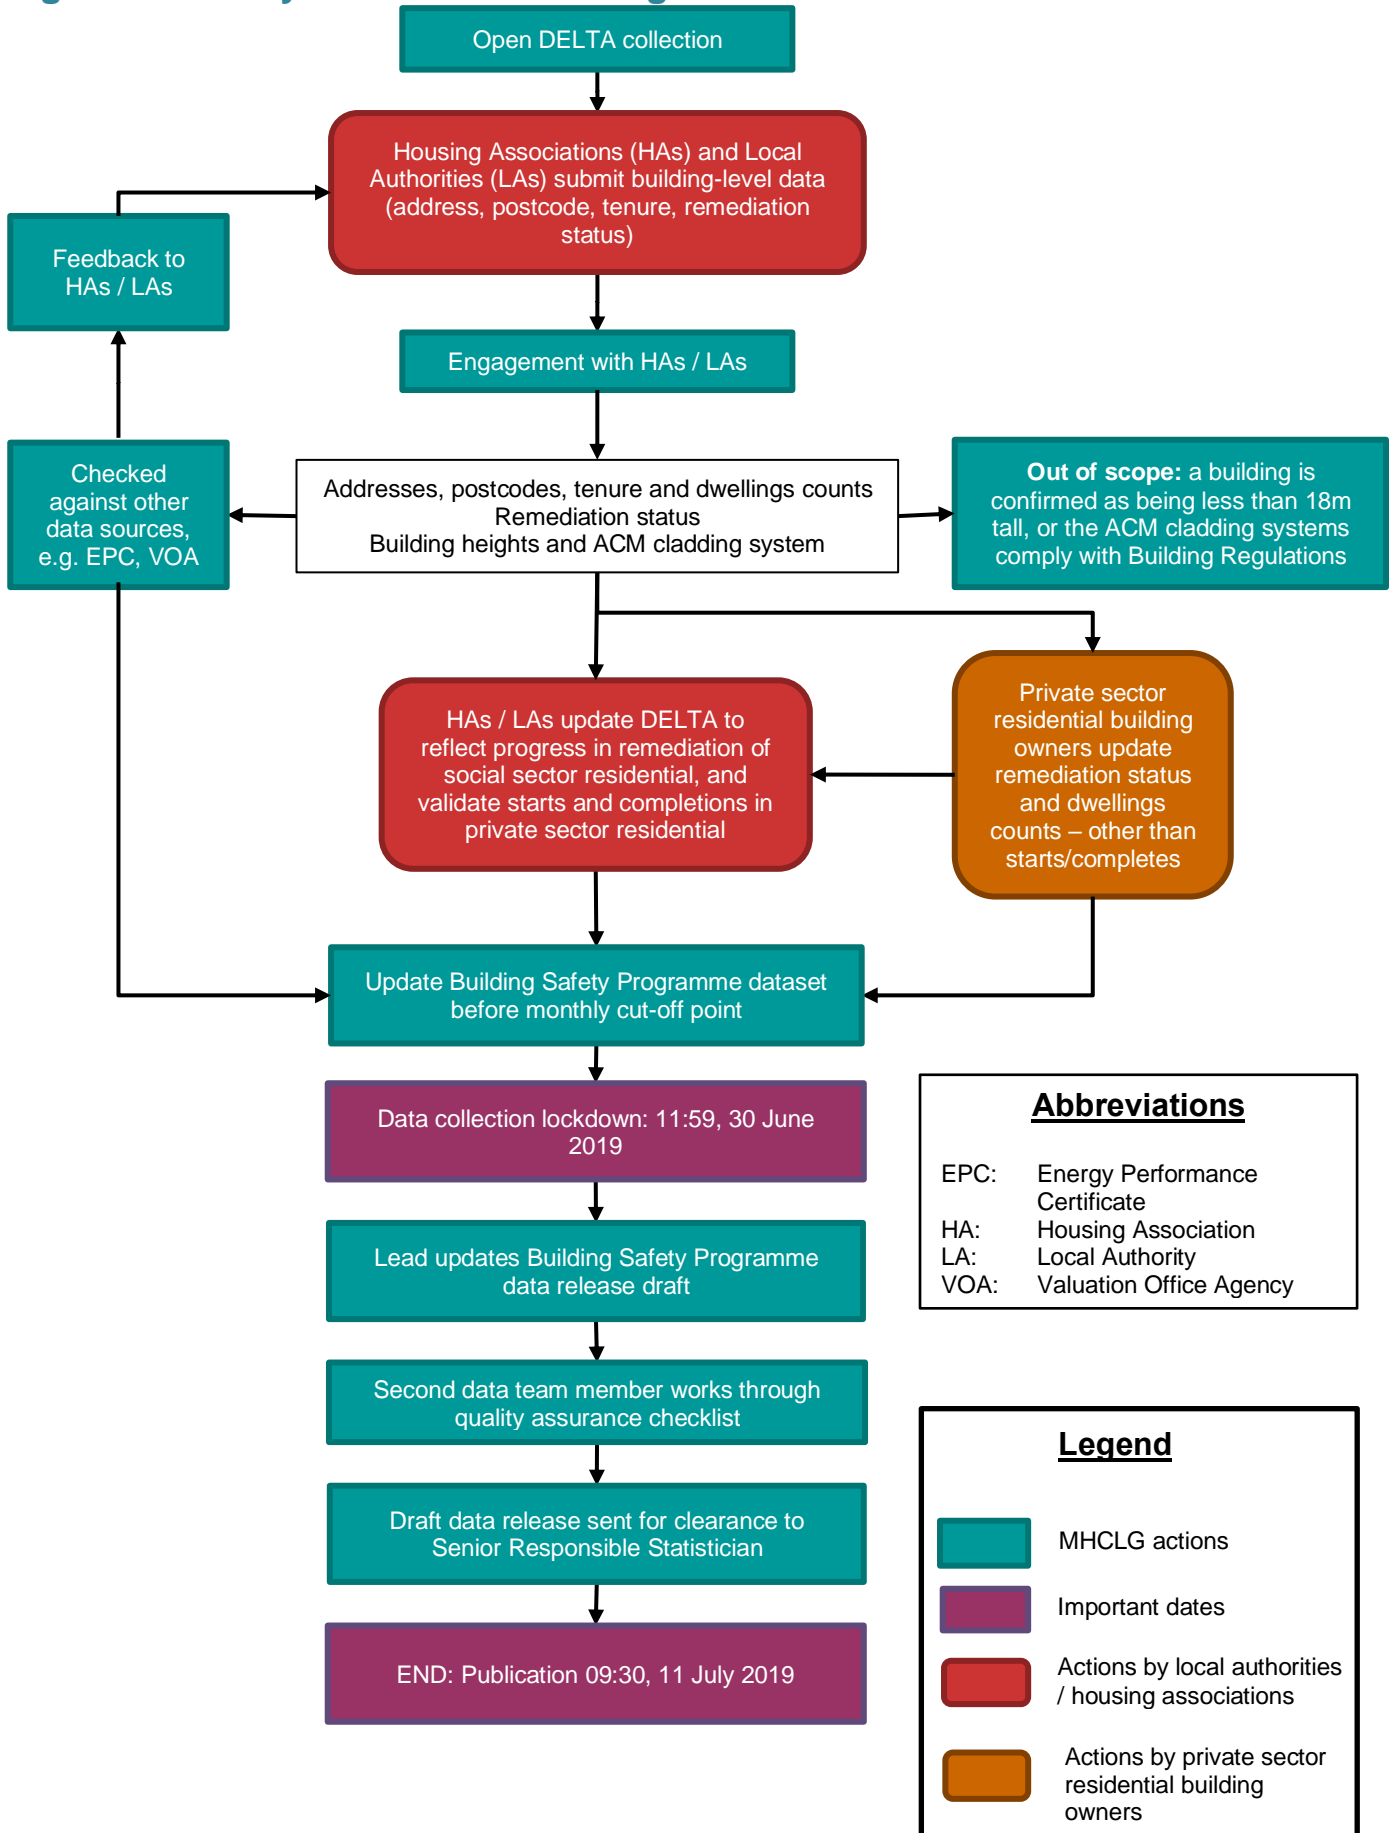 Open DELTA collection
Housing Associations (HAs) and Local
Authorities (LAs) submit building-level data
(address, postcode, tenure, remediation
status)
Feedback to
HAs / LAs
Engagement with HAs / LAs
Checked
against other
data sources,
e.g. EPC, VOA
Addresses, postcodes, tenure and dwellings counts
Remediation status
Building heights and ACM cladding system
Out of scope: a building is
confirmed as being less than 18m
tall, or the ACM cladding systems
comply with Building Regulations
HAs / LAs update DELTA to
reflect progress in remediation of
social sector residential, and
validate starts and completions in
private sector residential
Private sector
residential building
owners update
remediation status
and dwellings
counts – other than
starts/completes
Update Building Safety Programme dataset
before monthly cut-off point
Data collection lockdown: 11:59, 30 June
2019
Lead updates Building Safety Programme
data release draft
Second data team member works through
quality assurance checklist
Draft data release sent for clearance to
Senior Responsible Statistician
END: Publication 09:30, 11 July 2019
Abbreviations
EPC: Energy Performance
Certificate
HA: Housing Association
LA: Local Authority
VOA: Valuation Office Agency
Legend
MHCLG actions
Important dates
Actions by local authorities
/ housing associations
Actions by private sector
residential building
owners